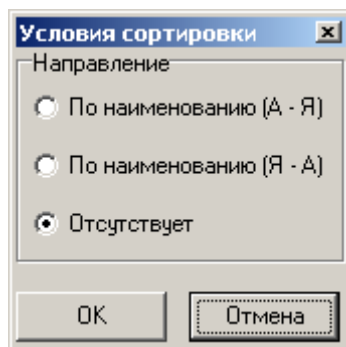 Условия сортировки
Направление
По наименованию (А - Я)
По наименованию (Я - А)
Отсутствует
OK
Отмена